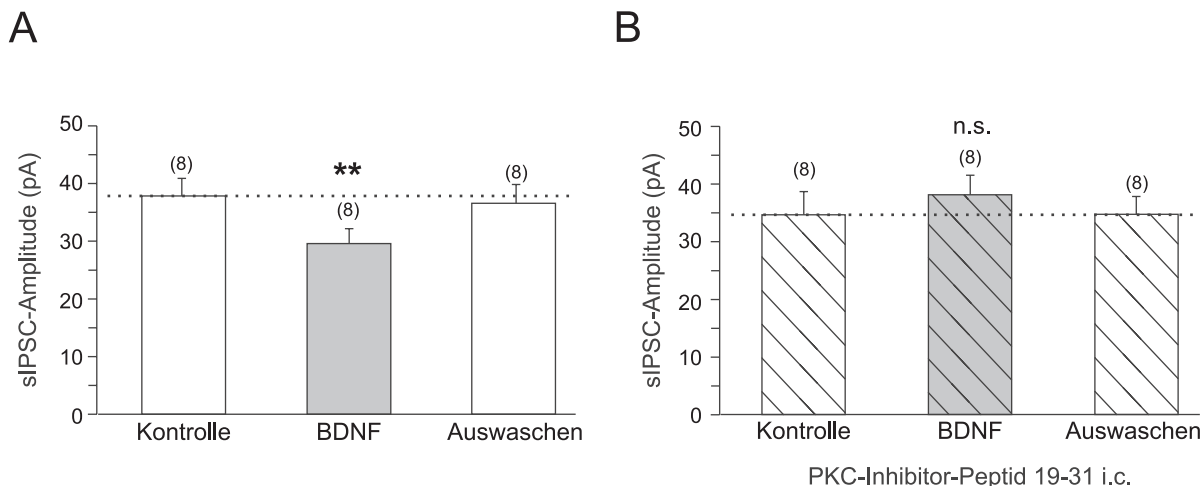 A
sIPSC-Amplitude (pA)
50
40
30
20
10
0
(8)
**
(8)
(8)
Kontrolle
BDNF
Auswaschen
B
sIPSC-Amplitude (pA)
50
40
30
20
10
0
n.s.
(8)
(8)
(8)
Kontrolle
BDNF
Auswaschen
PKC-Inhibitor-Peptid 19-31 i.c.